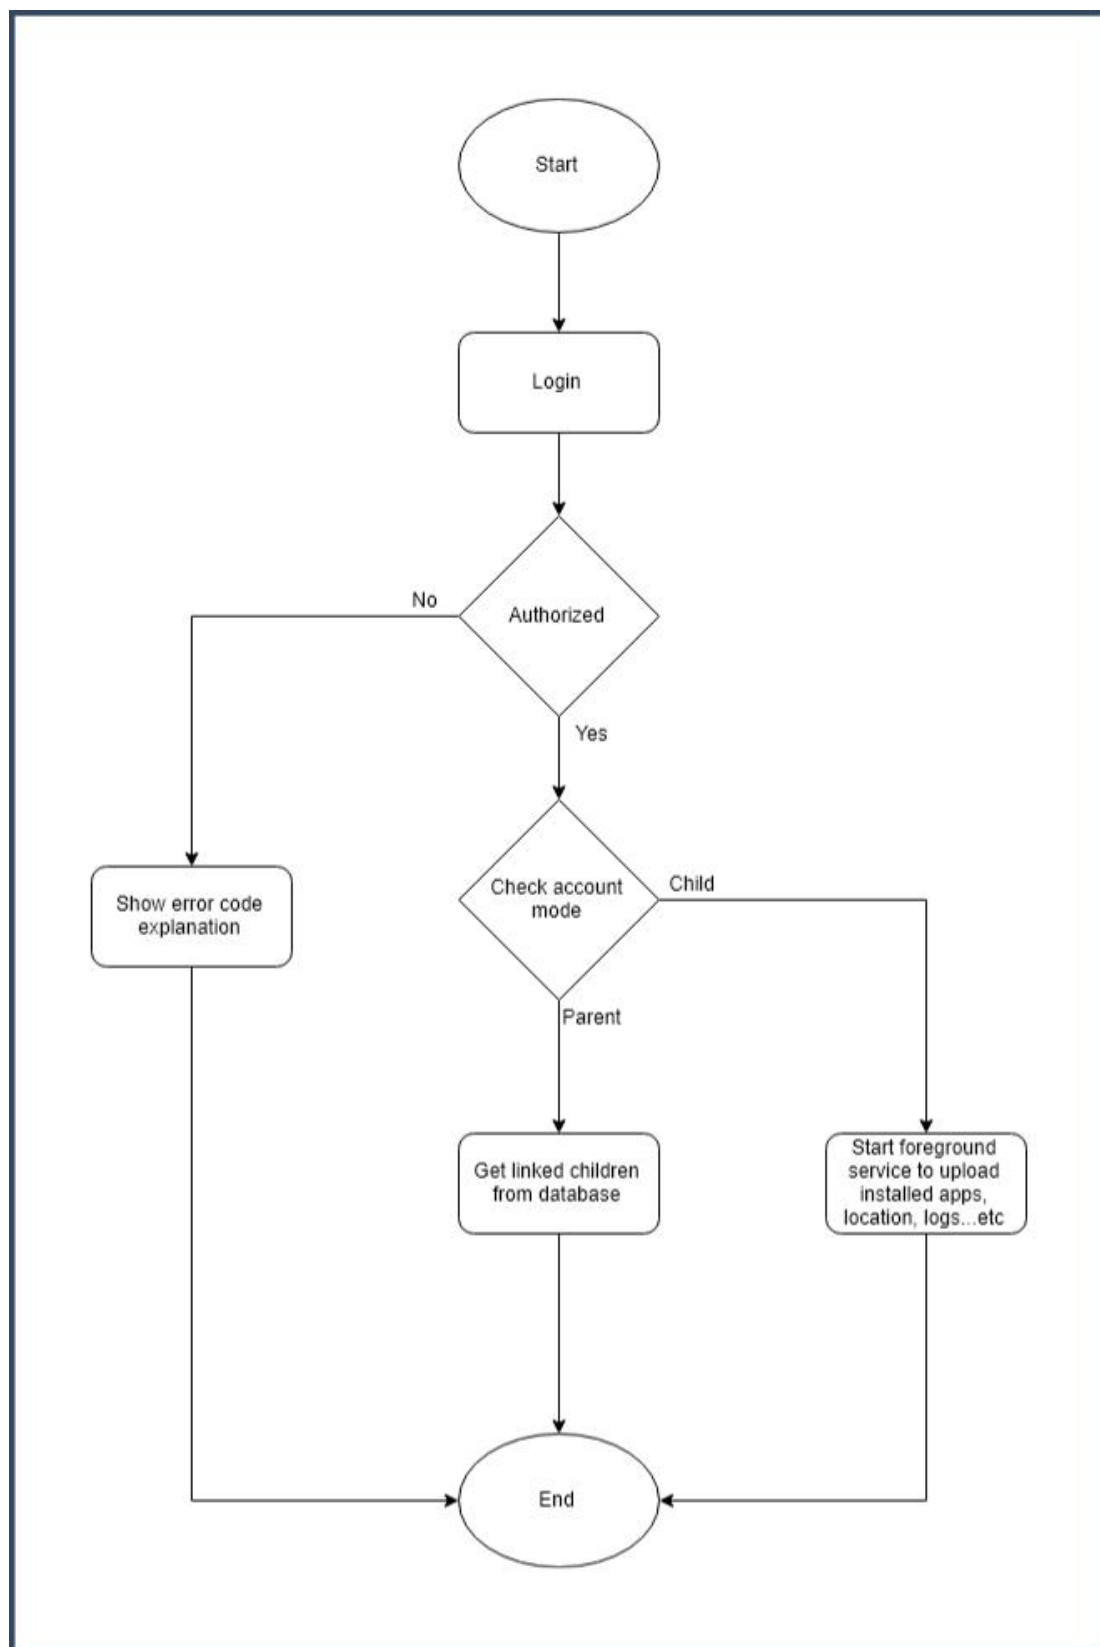 Start
Login
No
Authorized
Yes
Show error code
explanation
Check account
mode
Child
Parent
Get linked children
from database
Start foreground
service to upload
installed apps,
location, logs...etc
End